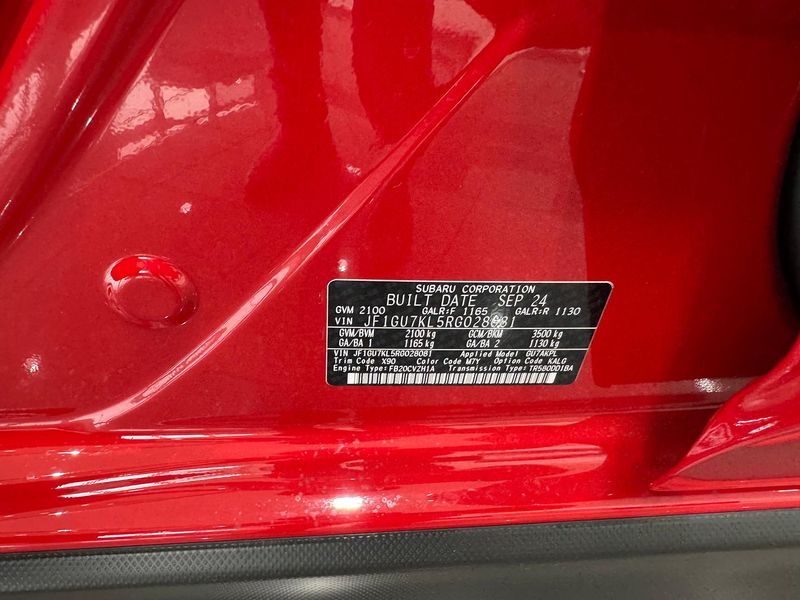 SUBARU CORPORATION
BUILT DATE SEP 24
GVM 2100 GALR:F 1165 GALR:R 1130
VIN JF1GU7KL5RG028081
GVM/BVM 2100 kg GCM/BKM 3500 kg
GA/BA 1 1165 kg GA/BA 2 1130 kg
VIN JF1GU7KL5RG028081 Applied Model GU7AKPL
Trim Code X90 Color Code M7Y Option Code KALG
Engine Type: FB20CVZH1A Transmission Type: TR580DD1BA